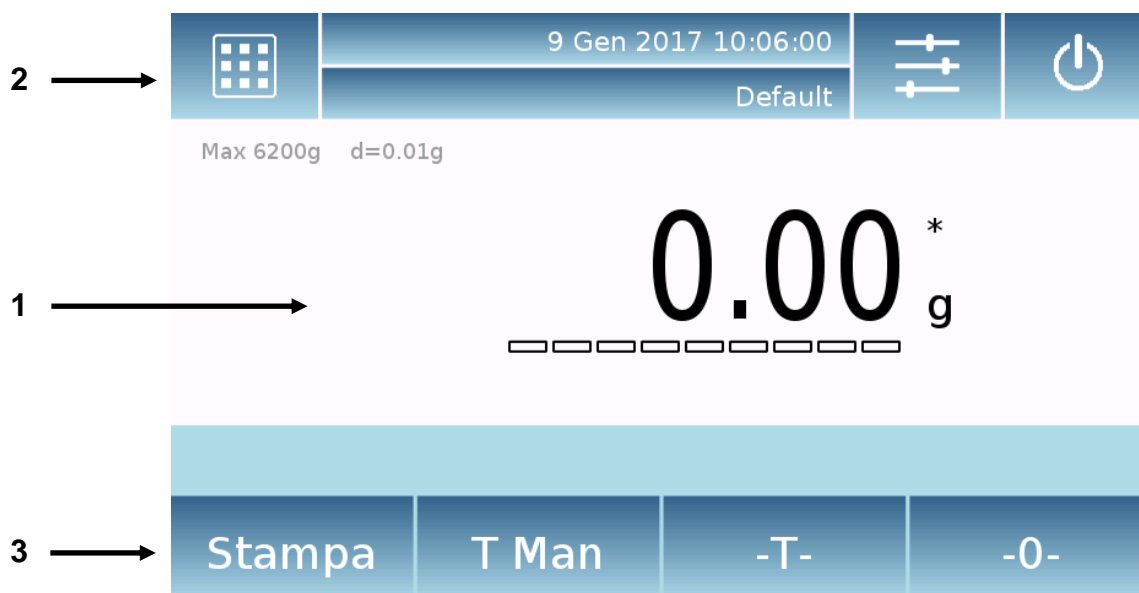 9 Gen 2017 10:06:00
2
Default
Max 6200g d=0.01g
0.00 *
g
1
3
Stampa T Man -T- -0-